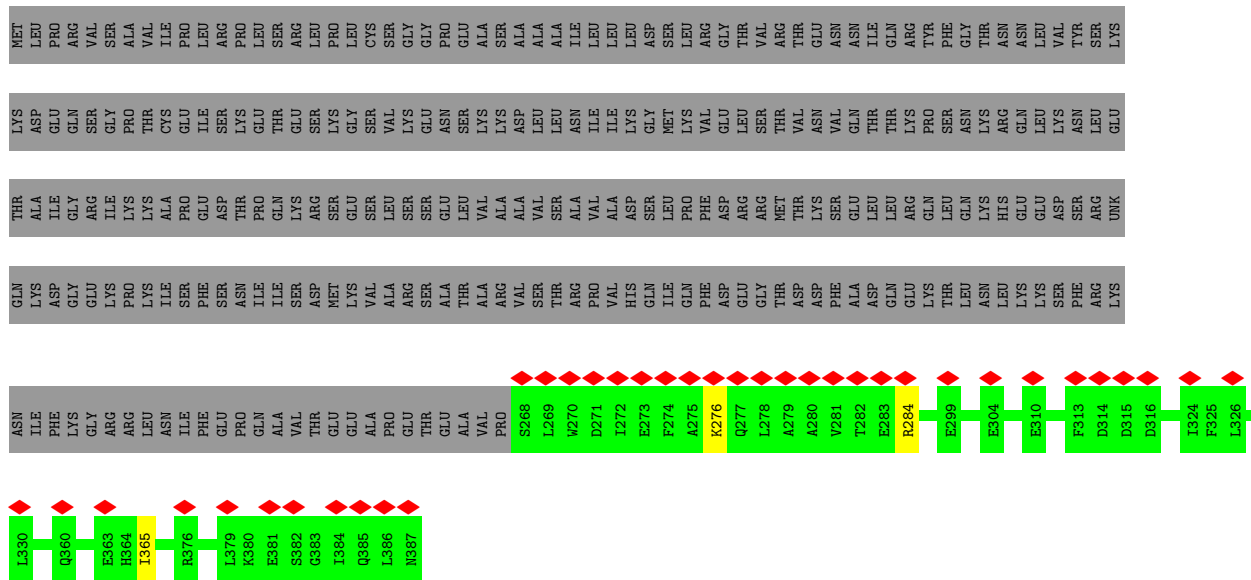 MET LEU PRO ARG VAL SER ALA VAL ILE PRO LEU ARG PRO LEU SER ARG LEU PRO LEU CYS SER GLY GLY PRO GLU ALA SER ALA ALA ALA ILE LEU LEU LEU ASP SER LEU ARG GLY THR VAL ARG THR GLU ASN ASN ILE GLN ARG TYR PHE GLY THR ASN ASN LEU VAL TYR SER LYS
LYS ASP GLU GLN SER GLY PRO THR CYS GLU ILE SER LYS GLU THR GLU SER LYS GLY SER VAL LYS GLU ASN SER LYS LYS ASP LEU LEU ASN ILE ILE LYS GLY MET LYS VAL GLU LEU SER THR VAL ASN VAL GLN THR THR LYS PRO SER ASN LYS ARG GLN LEU LYS ASN LEU GLU
THR ALA ILE GLY ARG ILE LYS LYS ALA PRO GLU ASP THR PRO GLN LYS ARG SER GLU SER LEU SER SER GLU LEU VAL ALA ALA VAL SER ALA VAL ALA ASP SER LEU PRO PHE ASP ARG ARG MET THR LYS SER GLU LEU LEU ARG GLN LEU GLN LYS HIS GLU GLU ASP SER ARG UNK
GLN LYS ASP GLY GLU LYS PRO LYS ILE SER PHE SER ASN ILE ILE SER ASP MET LYS VAL ALA ARG SER ALA THR ALA ARG VAL SER THR ARG PRO VAL HIS GLN ILE GLN PHE ASP GLU GLY THR ASP ASP PHE ALA ASP GLN GLU LYS THR LEU ASN LEU LYS LYS SER PHE ARG LYS
ASN ILE PHE LYS GLY ARG ARG LEU ASN ILE PHE GLU PRO GLN ALA VAL THR GLU GLU ALA PRO GLU THR GLU ALA VAL PRO S268 L269 W270 D271 I272 E273 F274 A275 K276 Q277 L278 A279 A280 V281 T282 E283 R284 E299 E304 E310 F313 D314 D315 D316 I324 F325 L326
L330 Q360 E363 H364 I365 R376 L379 K380 E381 S382 G383 I384 Q385 L386 N387